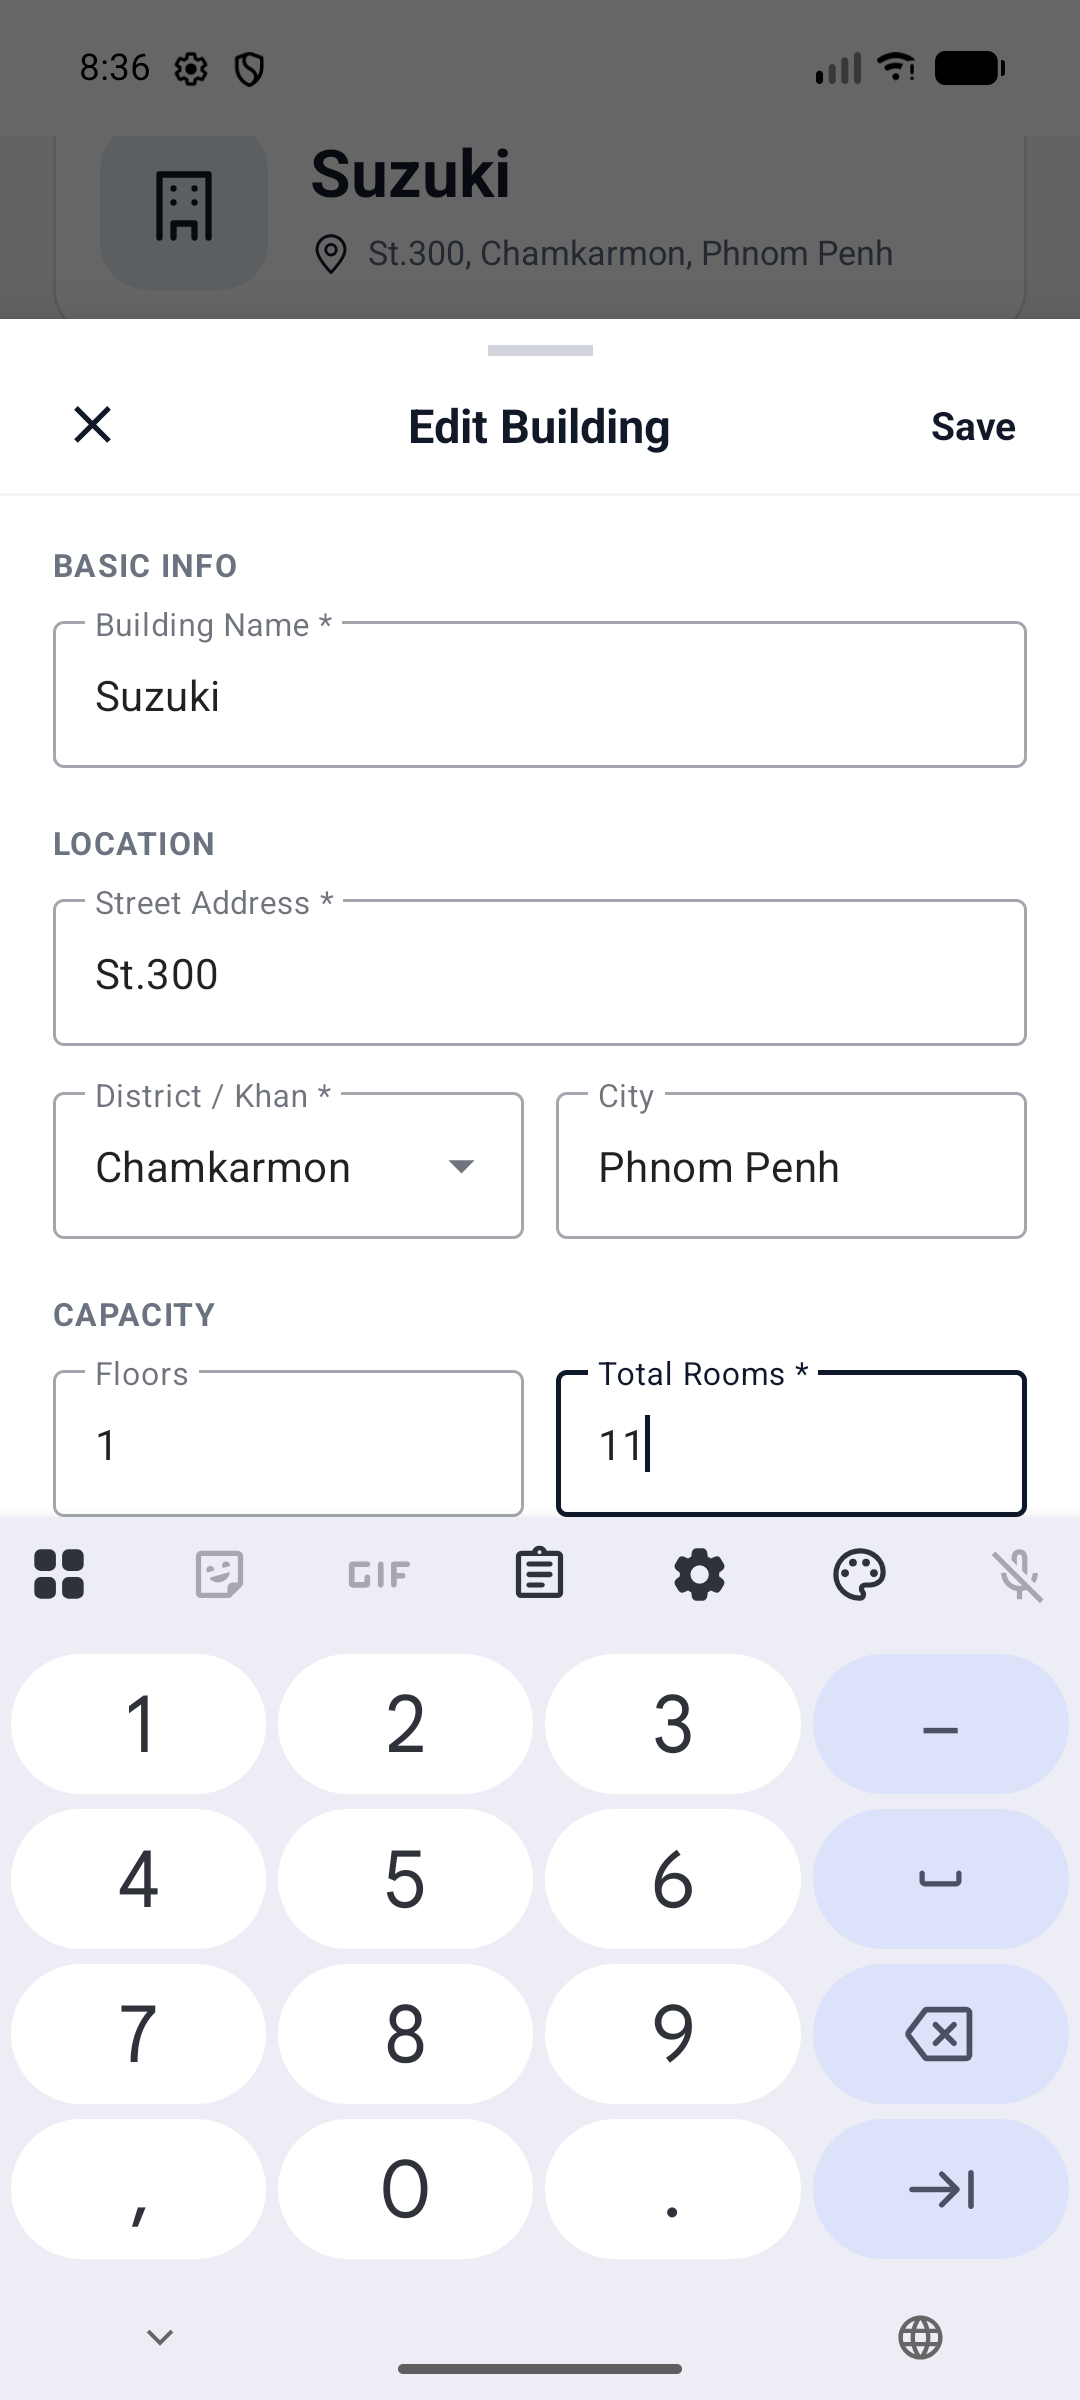 8:36
Suzuki
St.300, Chamkarmon, Phnom Penh
Edit Building
Save
BASIC INFO
Building Name *
Suzuki
LOCATION
Street Address *
St.300
District / Khan *
Chamkarmon
City
Phnom Penh
CAPACITY
Floors
1
Total Rooms *
11
GIF
1 2 3 –
4 5 6
7 8 9
, 0 .